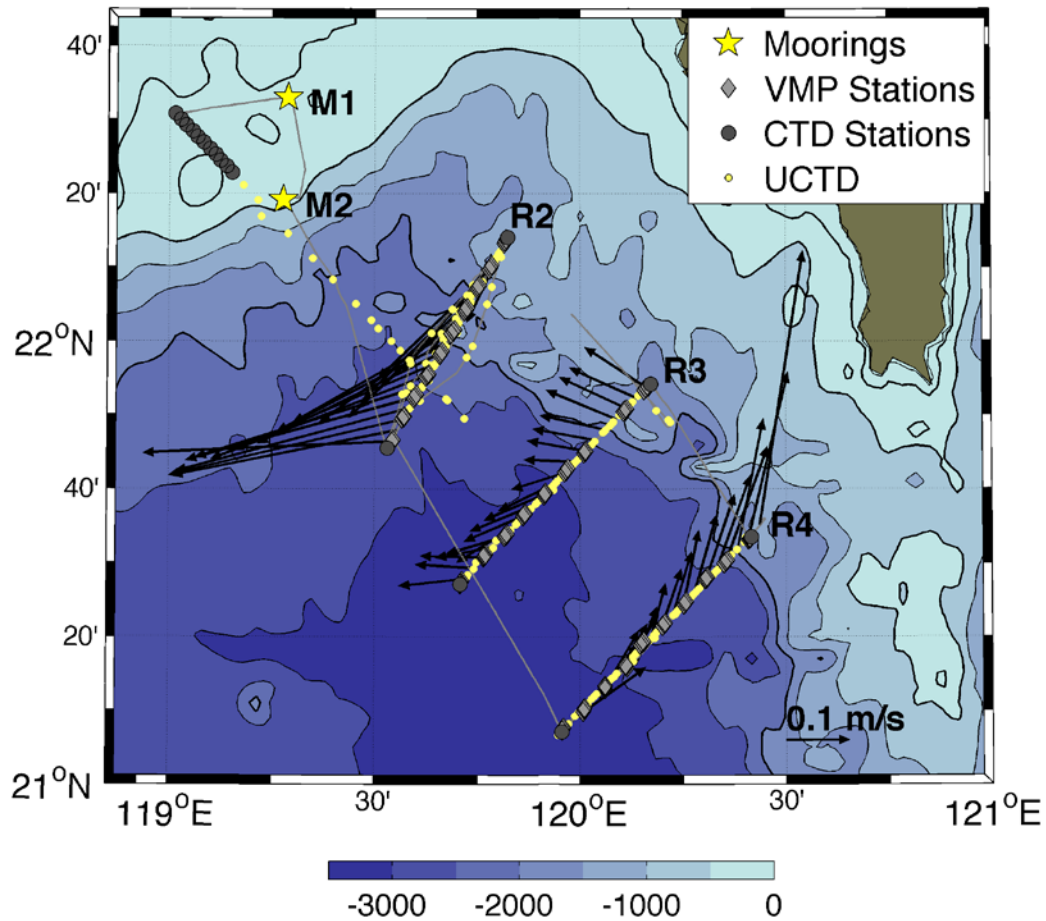 40'
Moorings
VMP Stations
CTD Stations
UCTD
M1
20'
M2
R2
22°N
R3
40'
R4
20'
0.1 m/s
21°N
119°E
30'
120°E
30'
121°E
-3000
-2000
-1000
0